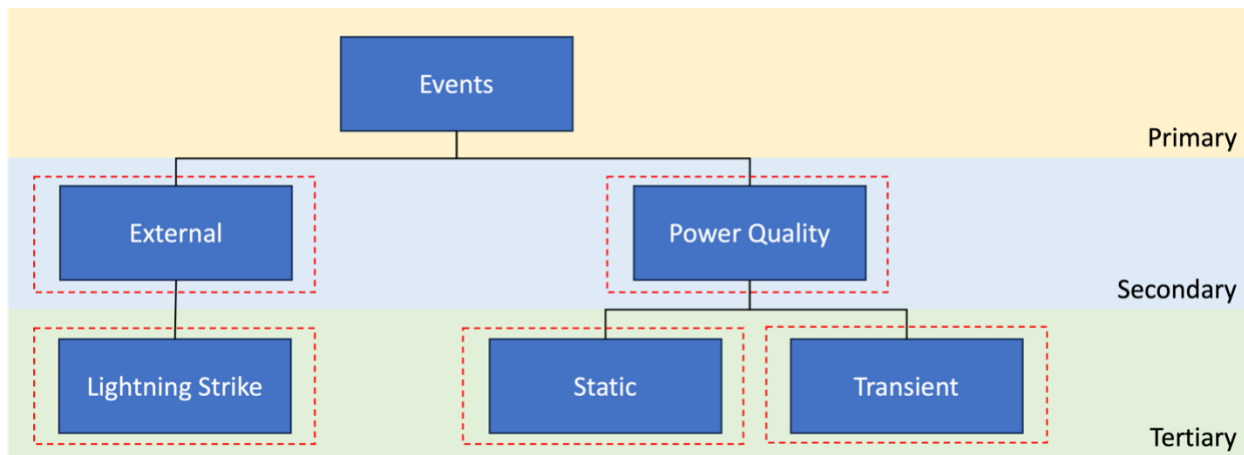 Events
Primary
External
Power Quality
Secondary
Lightning Strike
Static
Transient
Tertiary